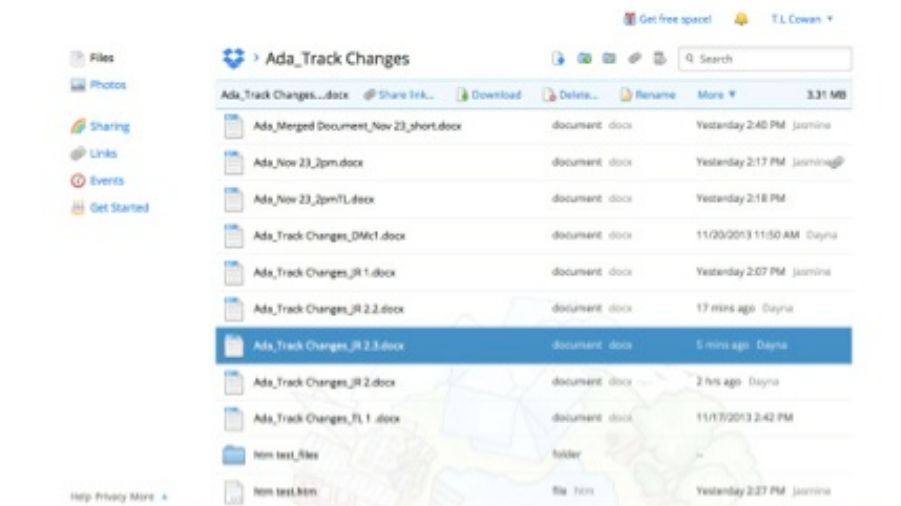 Get free space! T.L Cowan ▼
Files
Photos
Sharing
Links
Events
Get Started
Help Privacy More ▲
> Ada_Track Changes
Search
Ada_Track Changes...docx Share link... Download Delete... Rename More ▼ 3.31 MB
Ada_Merged Document_Nov 23_short.docx document docx Yesterday 2:40 PM Jasmine
Ada_Nov 23_2pm.docx document docx Yesterday 2:17 PM Jasmine
Ada_Nov 23_2pmTL.docx document docx Yesterday 2:18 PM
Ada_Track Changes_DMc1.docx document docx 11/20/2013 11:50 AM Dayna
Ada_Track Changes_JR 1.docx document docx Yesterday 2:07 PM Jasmine
Ada_Track Changes_JR 2.2.docx document docx 17 mins ago Dayna
Ada_Track Changes_JR 2.3.docx document docx 5 mins ago Dayna
Ada_Track Changes_JR 2.docx document docx 2 hrs ago Dayna
Ada_Track Changes_TL 1 .docx document docx 11/17/2013 2:42 PM
htm test_files folder --
htm test.htm file htm Yesterday 2:27 PM Jasmine